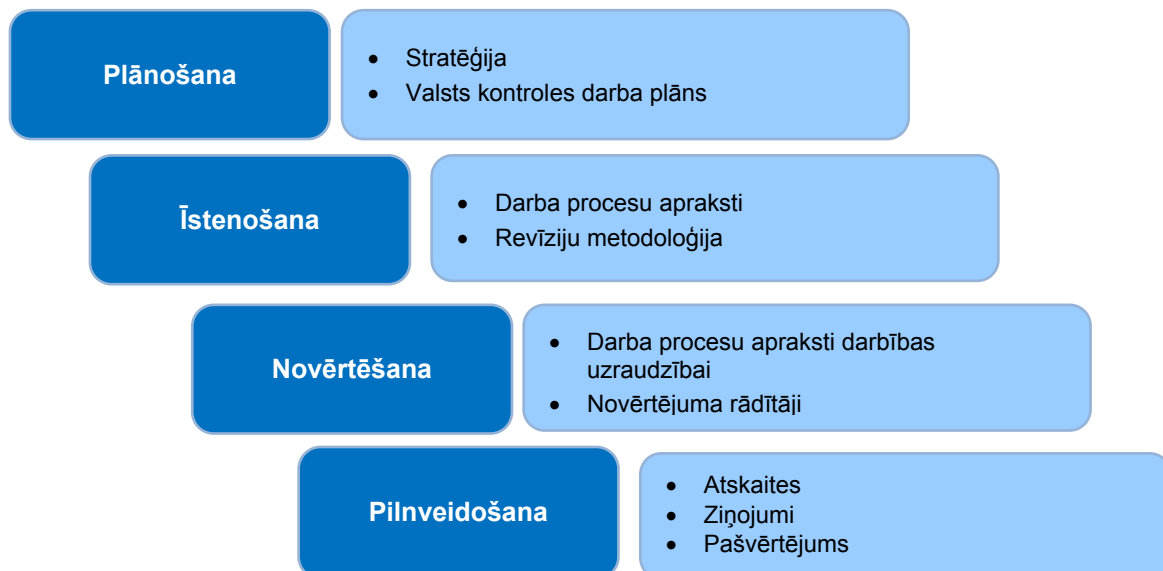 Plānošana
• Stratēģija
• Valsts kontroles darba plāns
Īstenošana
• Darba procesu apraksti
• Revīziju metodoloģija
Novērtēšana
• Darba procesu apraksti darbības
uzraudzībai
• Novērtējuma rādītāji
Pilnveidošana
• Atskaites
• Ziņojumi
• Pašvērtējums